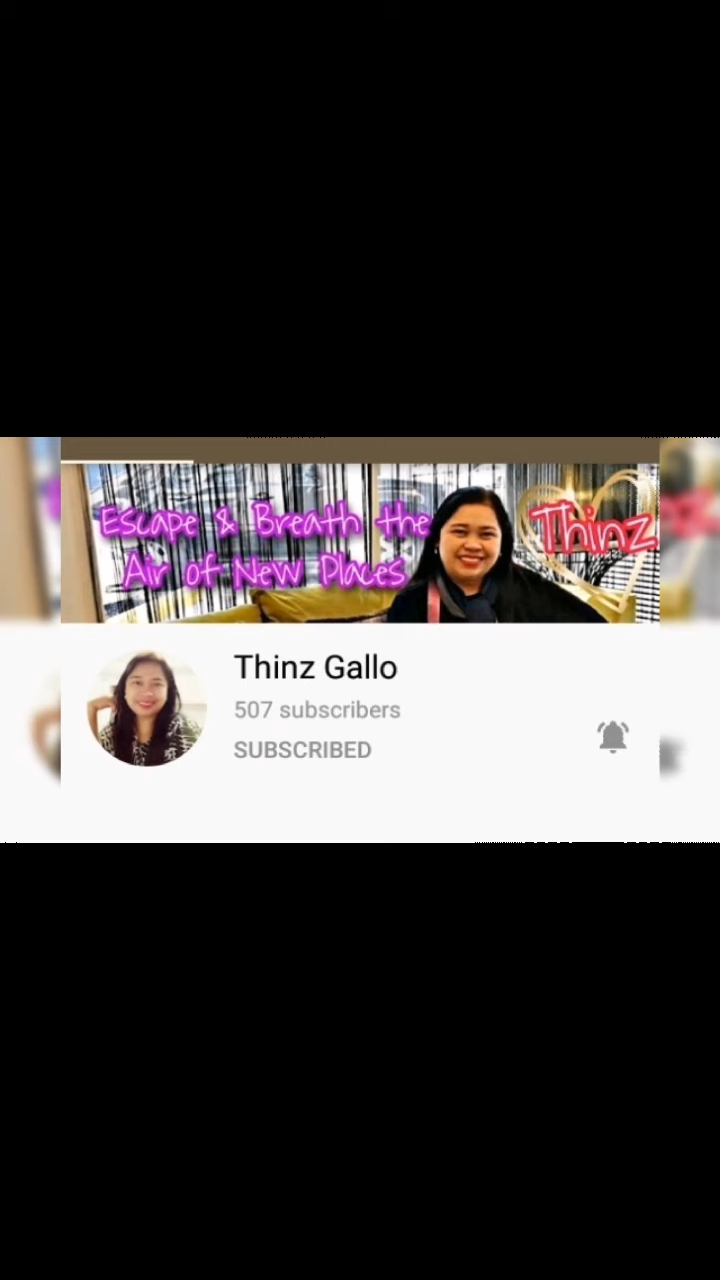 Escape & Breath the
Air of New Places
Thinz
Thinz Gallo
507 subscribers
SUBSCRIBED